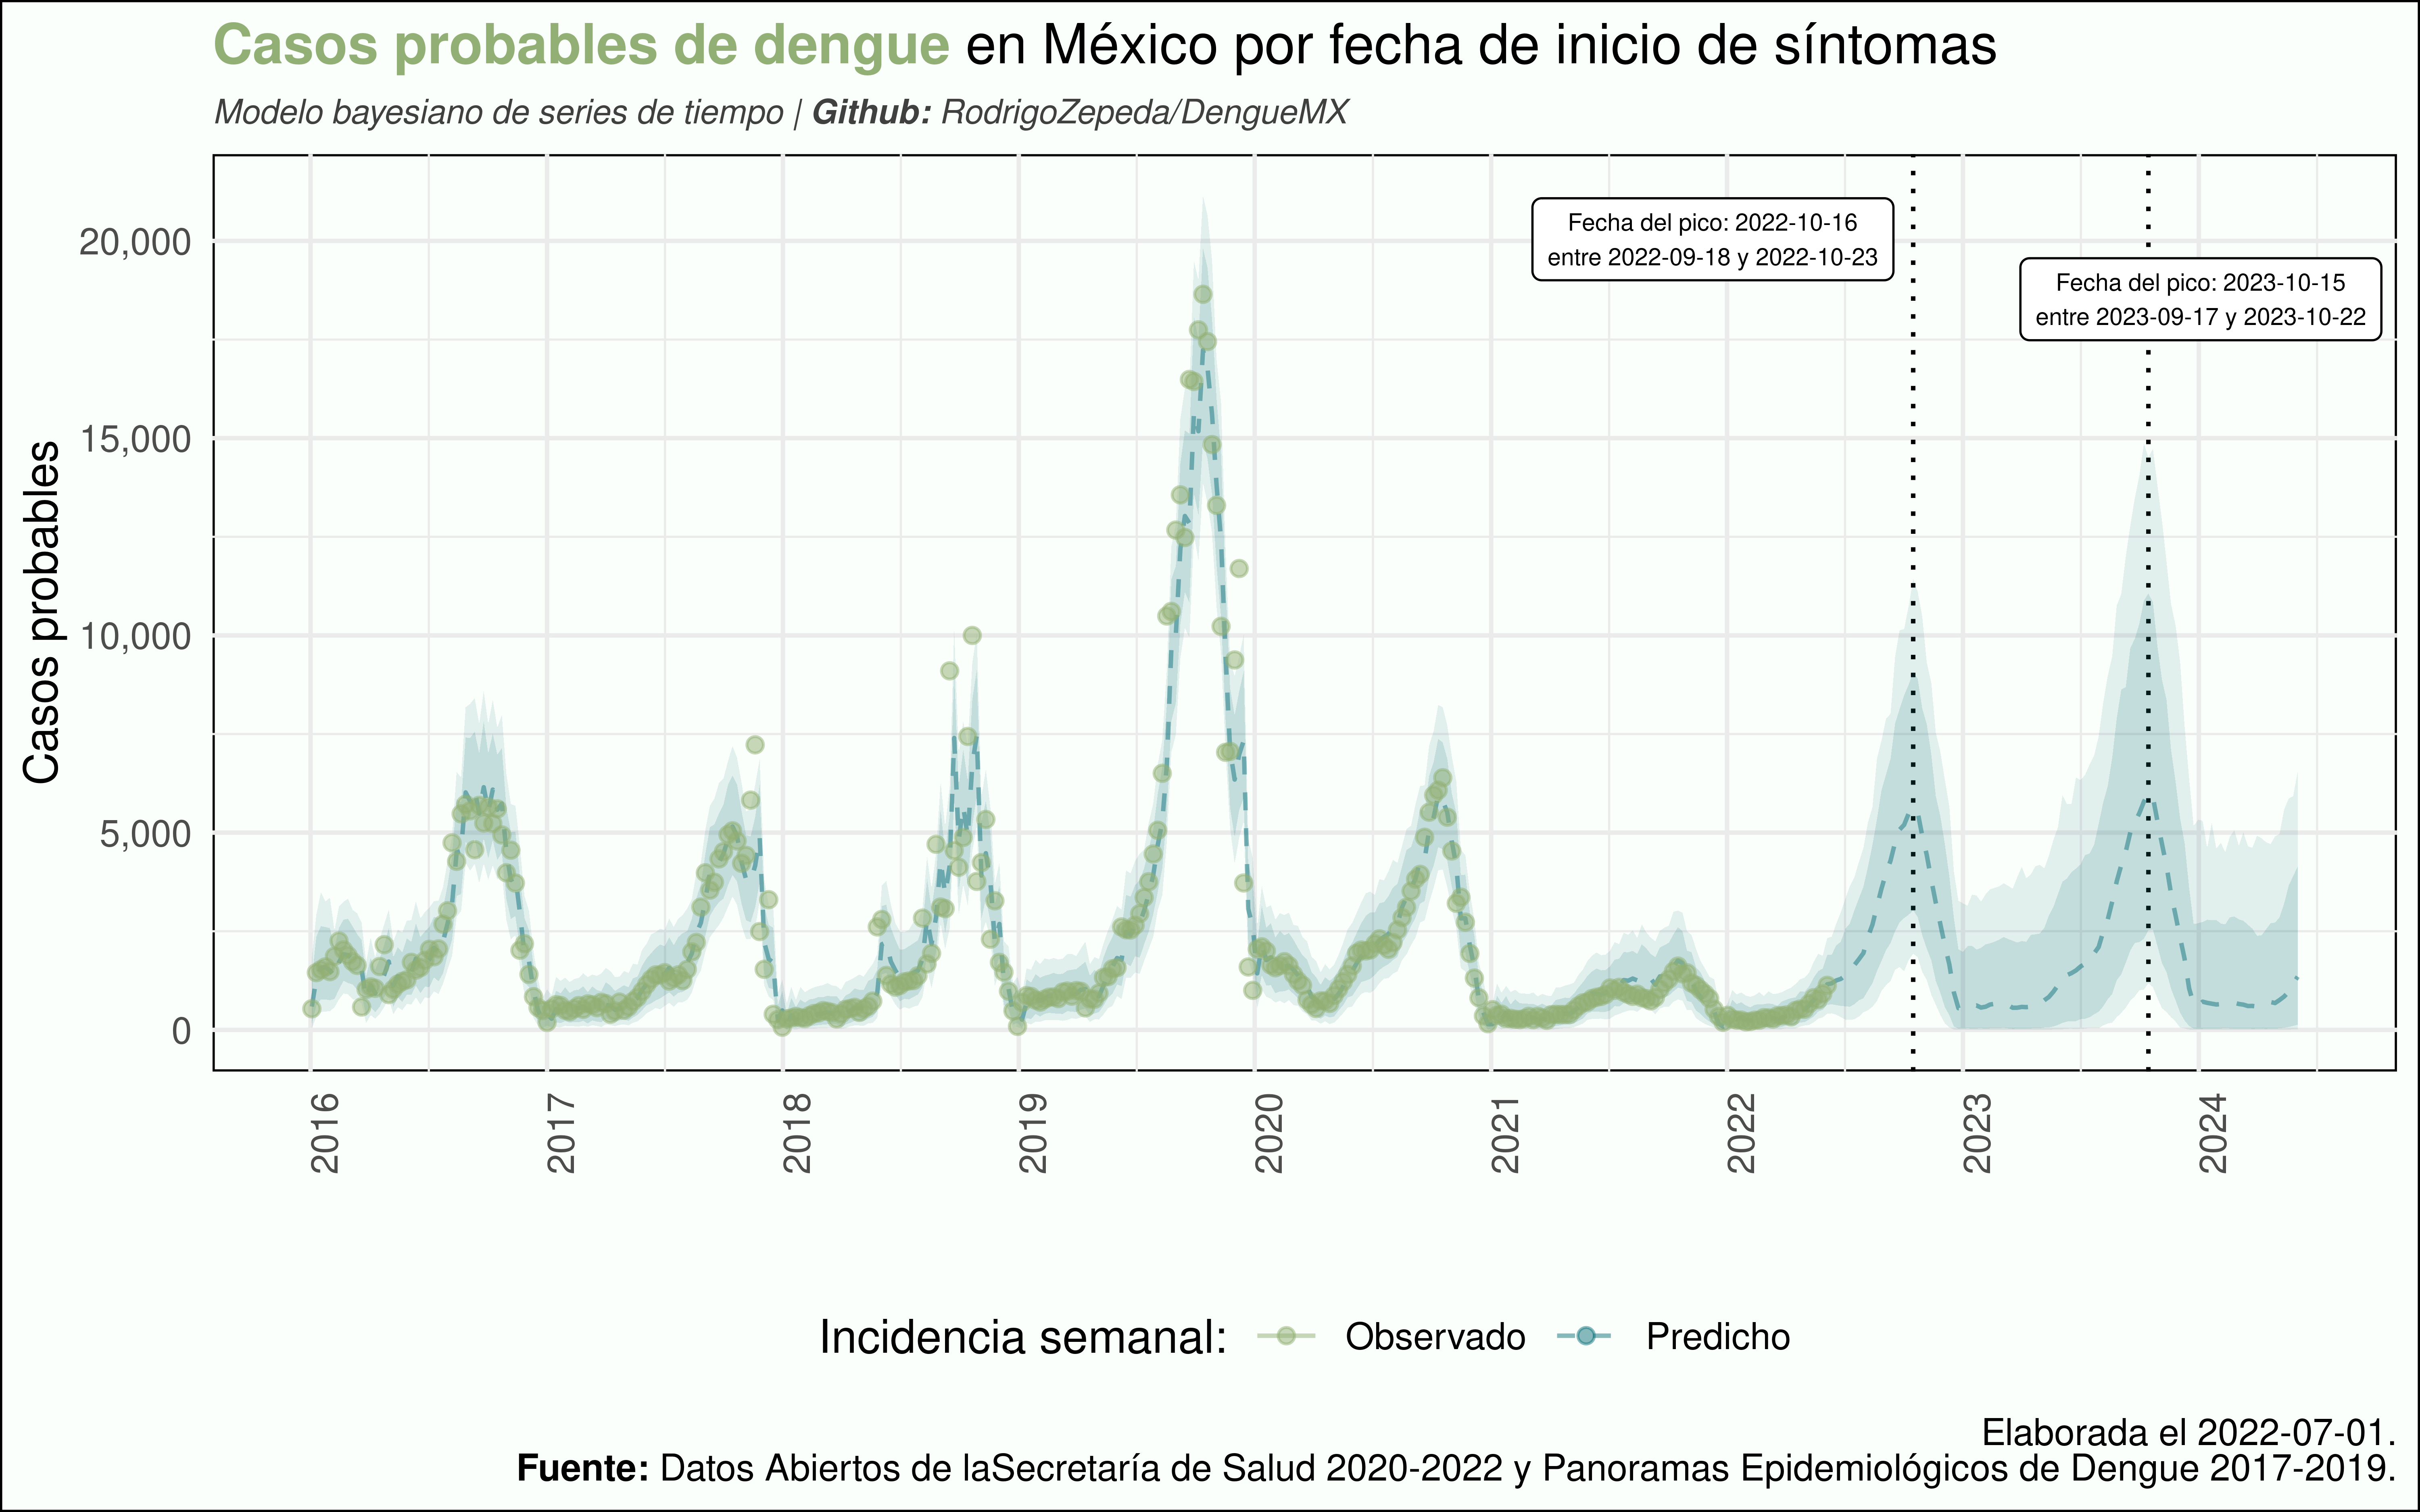 Casos probables de dengue en México por fecha de inicio de síntomas
Modelo bayesiano de series de tiempo | Github: RodrigoZepeda/DengueMX
Casos probables
20,000
15,000
10,000
5,000
0
Fecha del pico: 2022-10-16
entre 2022-09-18 y 2022-10-23
Fecha del pico: 2023-10-15
entre 2023-09-17 y 2023-10-22
2016
2017
2018
2019
2020
2021
2022
2023
2024
Incidencia semanal: Observado Predicho
Elaborada el 2022-07-01.
Fuente: Datos Abiertos de laSecretaría de Salud 2020-2022 y Panoramas Epidemiológicos de Dengue 2017-2019.